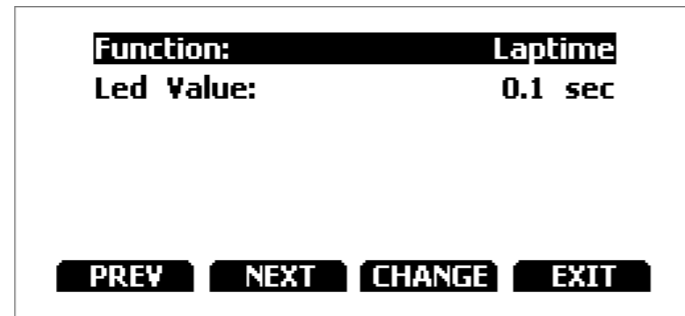 Function: Laptime
Led Value: 0.1 sec
PREV NEXT CHANGE EXIT